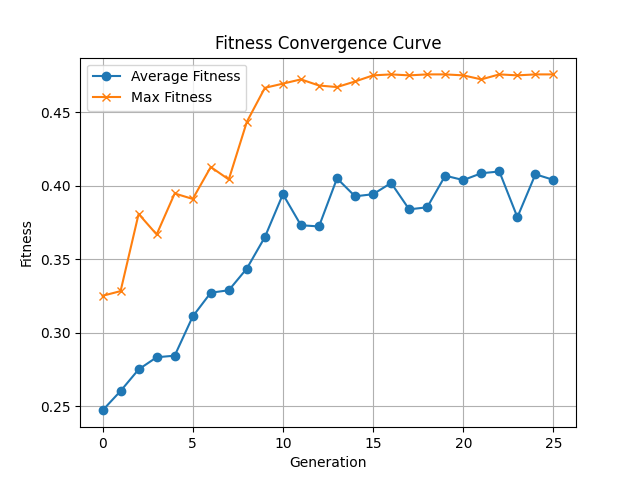 Fitness Convergence Curve
Average Fitness
Max Fitness
0.45
0.40
0.35
0.30
0.25
Fitness
0 5 10 15 20 25
Generation